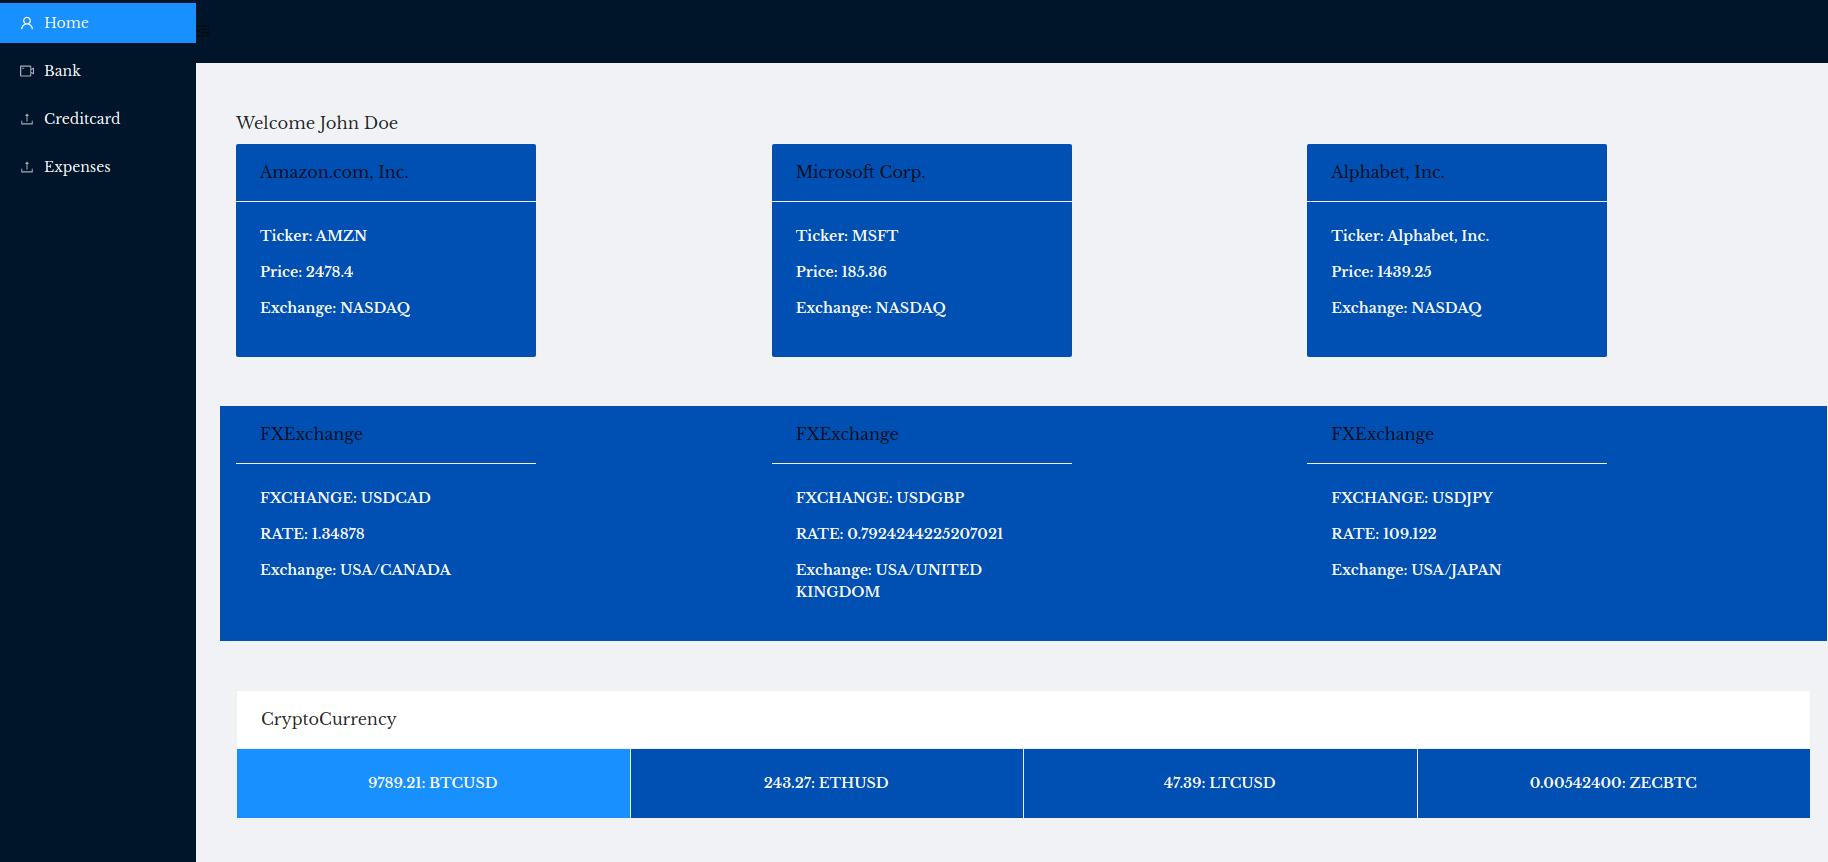 Home
Bank
Creditcard
Expenses
Welcome John Doe
Amazon.com, Inc.
Ticker: AMZN
Price: 2478.4
Exchange: NASDAQ
Microsoft Corp.
Ticker: MSFT
Price: 185.36
Exchange: NASDAQ
Alphabet, Inc.
Ticker: Alphabet, Inc.
Price: 1439.25
Exchange: NASDAQ
FXExchange
FXCHANGE: USDCAD
RATE: 1.34878
Exchange: USA/CANADA
FXExchange
FXCHANGE: USDGBP
RATE: 0.7924244225207021
Exchange: USA/UNITED
KINGDOM
FXExchange
FXCHANGE: USDJPY
RATE: 109.122
Exchange: USA/JAPAN
CryptoCurrency
9789.21: BTCUSD
243.27: ETHUSD
47.39: LTCUSD
0.00542400: ZECBTC